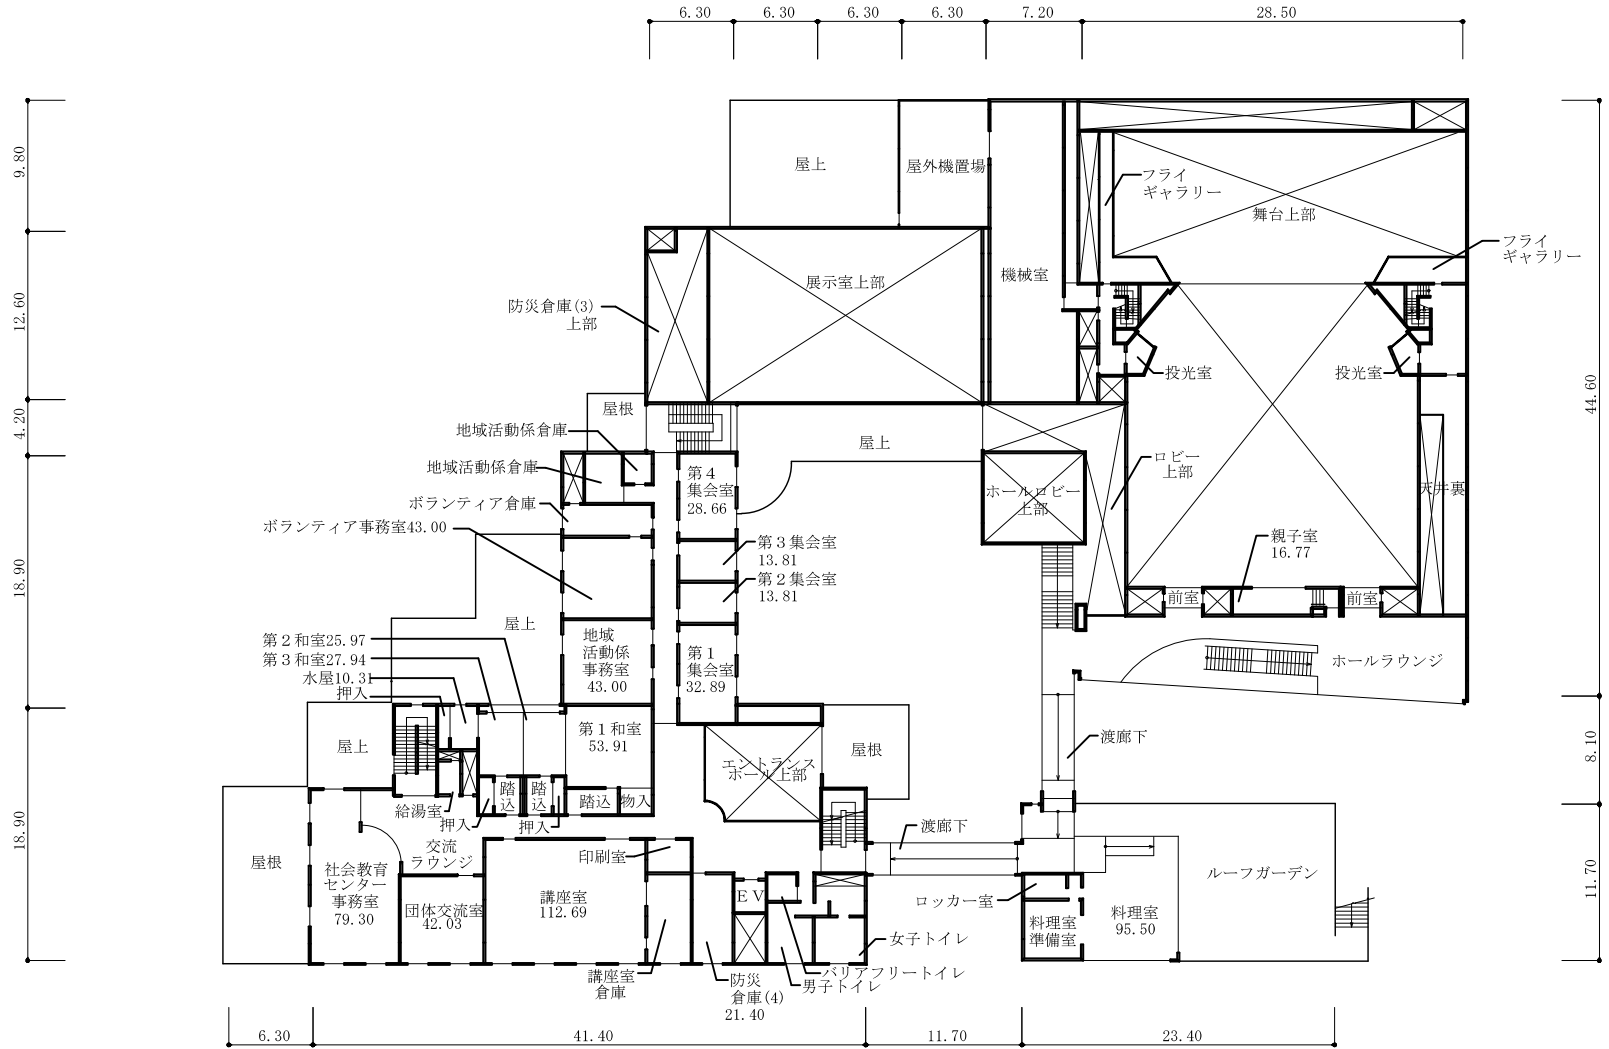 6.30
6.30
6.30
6.30
7.20
28.50
9.80
12.60
4.20
18.90
18.90
44.60
8.10
11.70
屋上
屋外機置場
フライ
ギャラリー
舞台上部
フライ
ギャラリー
機械室
展示室上部
防災倉庫(3)
上部
投光室
投光室
屋根
地域活動係倉庫
屋上
地域活動係倉庫
第4
集会室
28.66
ロビー
上部
ホールロビー
上部
天井裏
ボランティア倉庫
ボランティア事務室43.00
第3集会室
13.81
第2集会室
13.81
親子室
16.77
前室
前室
屋上
地域
活動係
事務室
43.00
第1
集会室
32.89
第2和室25.97
第3和室27.94
水屋10.31
押入
ホールラウンジ
屋上
第1和室
53.91
エントランス
ホール上部
屋根
渡廊下
踏込
踏込
踏込
物入
給湯室
押入
押入
渡廊下
交流
ラウンジ
印刷室
屋根
社会教育
センター
事務室
79.30
団体交流室
42.03
講座室
112.69
EV
ロッカー室
料理室
準備室
料理室
95.50
ルーフガーデン
女子トイレ
バリアフリートイレ
男子トイレ
講座室
倉庫
防災
倉庫(4)
21.40
6.30
41.40
11.70
23.40